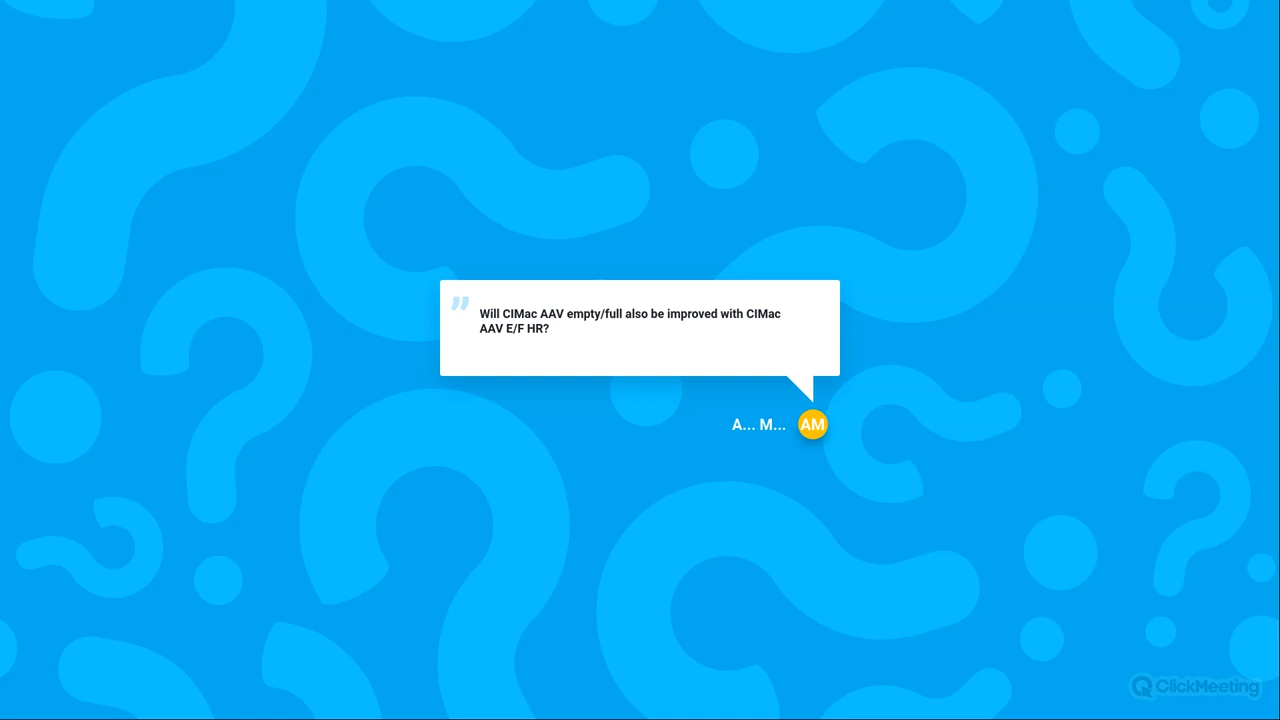 Will CIMac AAV empty/full also be improved with CIMac
AAV E/F HR?
A... M... AM
ClickMeeting